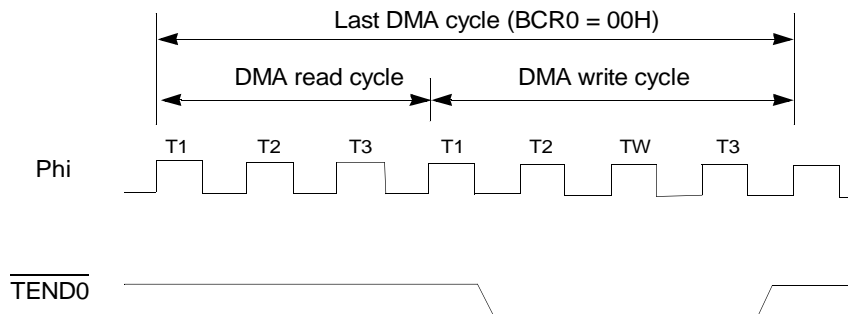 Last DMA cycle (BCR0 = 00H)
DMA read cycle DMA write cycle
T1 T2 T3 T1 T2 TW T3
Phi
TEND0